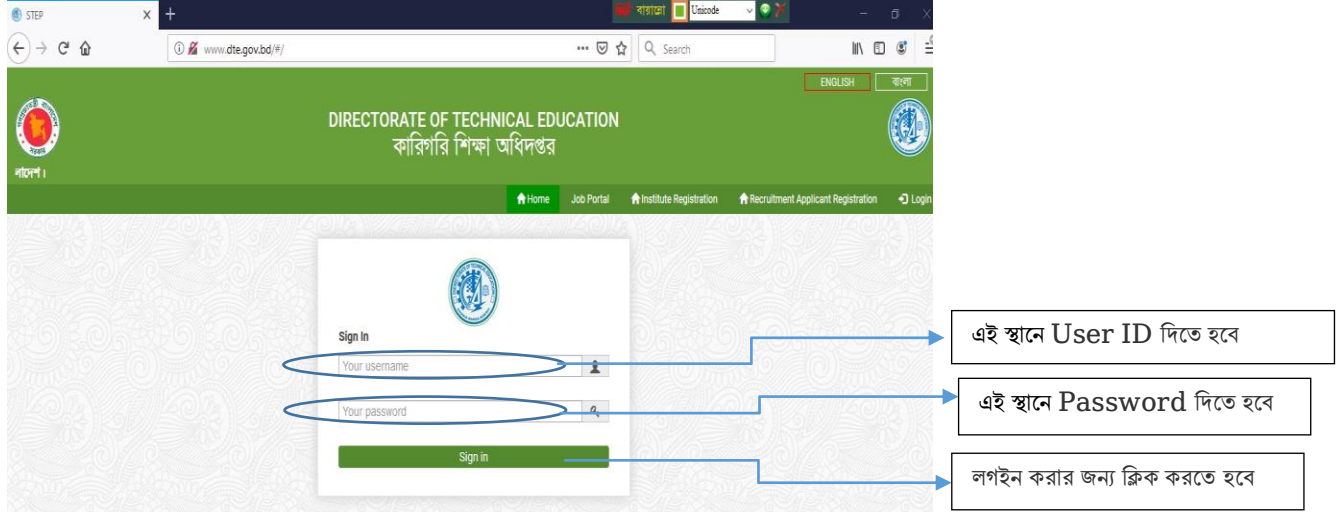 STEP
বায়ান্নো Unicode
www.dte.gov.bd/#/
Search
ENGLISH বাংলা
DIRECTORATE OF TECHNICAL EDUCATION
কারিগরি শিক্ষা অধিদপ্তর
লাদেশ।
Home Job Portal Institute Registration Recruitment Applicant Registration Login
Sign In
Your username
এই স্থানে User ID দিতে হবে
Your password
এই স্থানে Password দিতে হবে
Sign in
লগইন করার জন্য ক্লিক করতে হবে